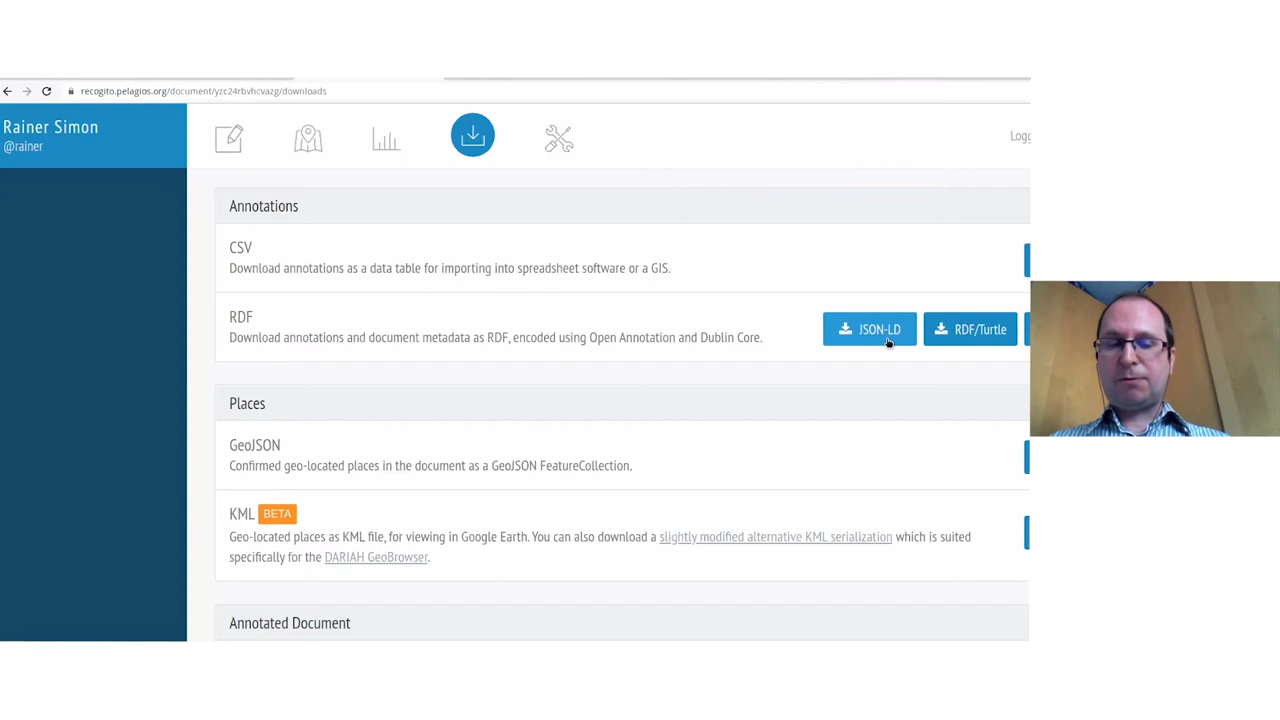 recogito.pelagios.org/document/yzc24rbvhcvazg/downloads
Rainer Simon
@rainer
Logg
Annotations
CSV
Download annotations as a data table for importing into spreadsheet software or a GIS.
RDF
Download annotations and document metadata as RDF, encoded using Open Annotation and Dublin Core.
JSON-LD
RDF/Turtle
Places
GeoJSON
Confirmed geo-located places in the document as a GeoJSON FeatureCollection.
KML BETA
Geo-located places as KML file, for viewing in Google Earth. You can also download a slightly modified alternative KML serialization which is suited
specifically for the DARIAH GeoBrowser.
Annotated Document